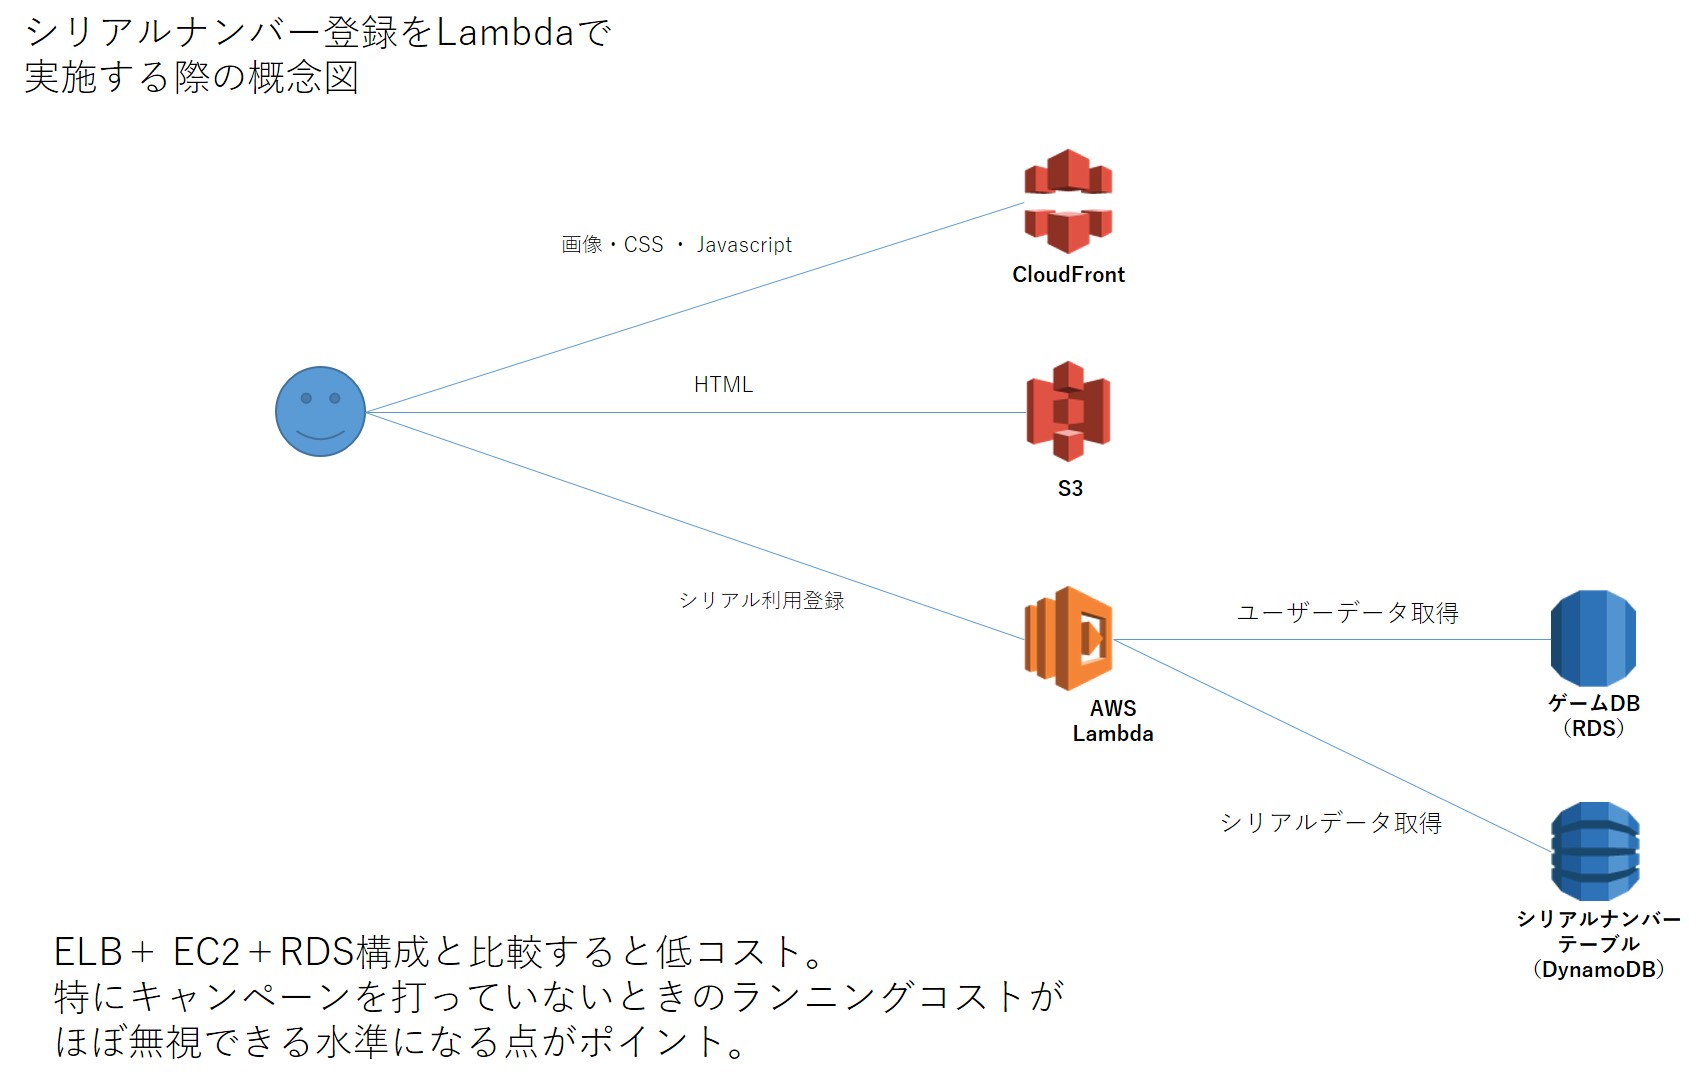 シリアルナンバー登録をLambdaで
実施する際の概念図
画像・CSS ・ Javascript
CloudFront
HTML
S3
シリアル利用登録
AWS
Lambda
ユーザーデータ取得
ゲームDB
（RDS）
シリアルデータ取得
シリアルナンバー
テーブル
（DynamoDB）
ELB＋ EC2＋RDS構成と比較すると低コスト。
特にキャンペーンを打っていないときのランニングコストが
ほぼ無視できる水準になる点がポイント。